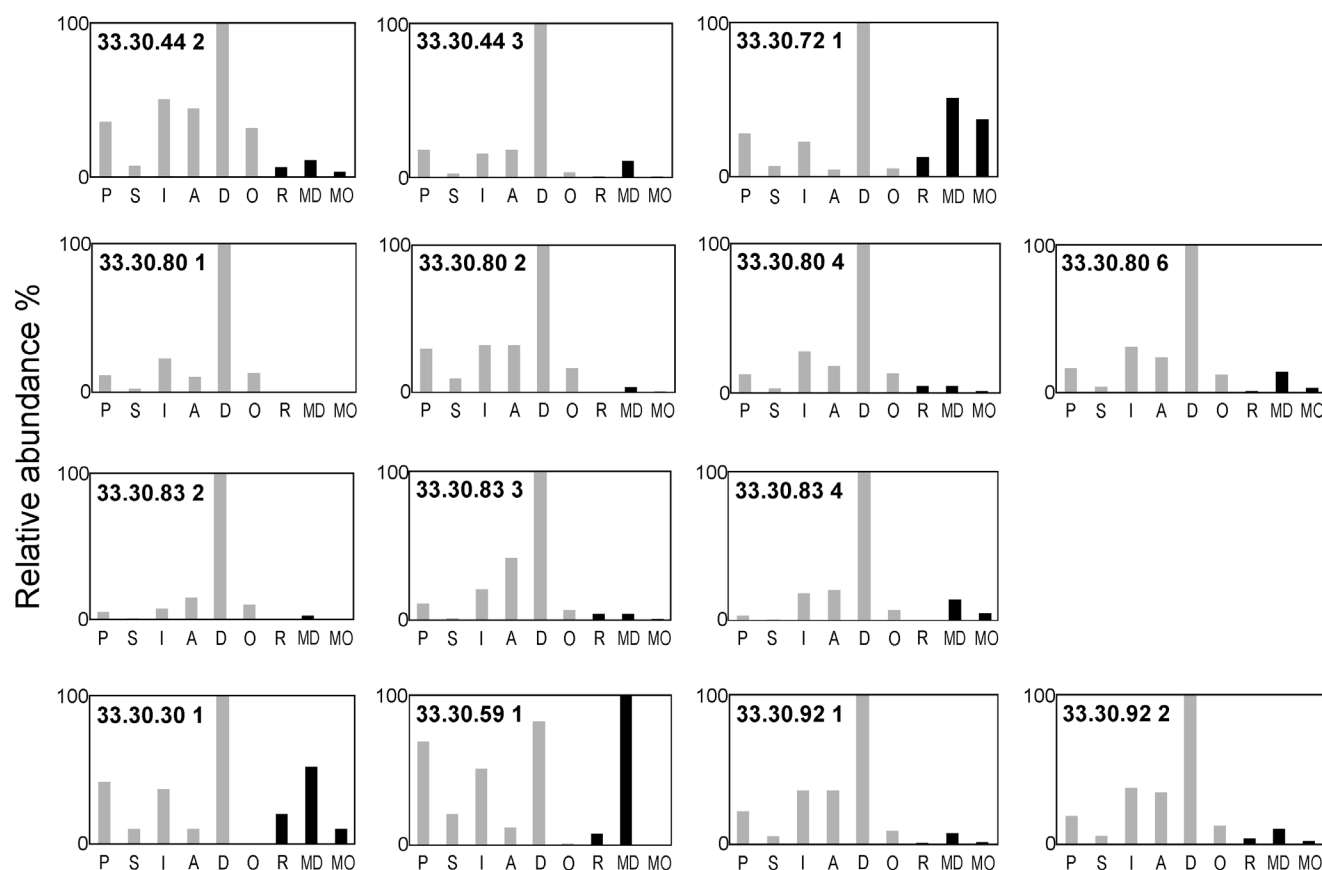 Relative abundance %
100 33.30.44 2
0
P S I A D O R MD MO
100 33.30.44 3
0
P S I A D O R MD MO
100 33.30.72 1
0
P S I A D O R MD MO
100 33.30.80 1
0
P S I A D O R MD MO
100 33.30.80 2
0
P S I A D O R MD MO
100 33.30.80 4
0
P S I A D O R MD MO
100 33.30.80 6
0
P S I A D O R MD MO
100 33.30.83 2
0
P S I A D O R MD MO
100 33.30.83 3
0
P S I A D O R MD MO
100 33.30.83 4
0
P S I A D O R MD MO
100 33.30.30 1
0
P S I A D O R MD MO
100 33.30.59 1
0
P S I A D O R MD MO
100 33.30.92 1
0
P S I A D O R MD MO
100 33.30.92 2
0
P S I A D O R MD MO